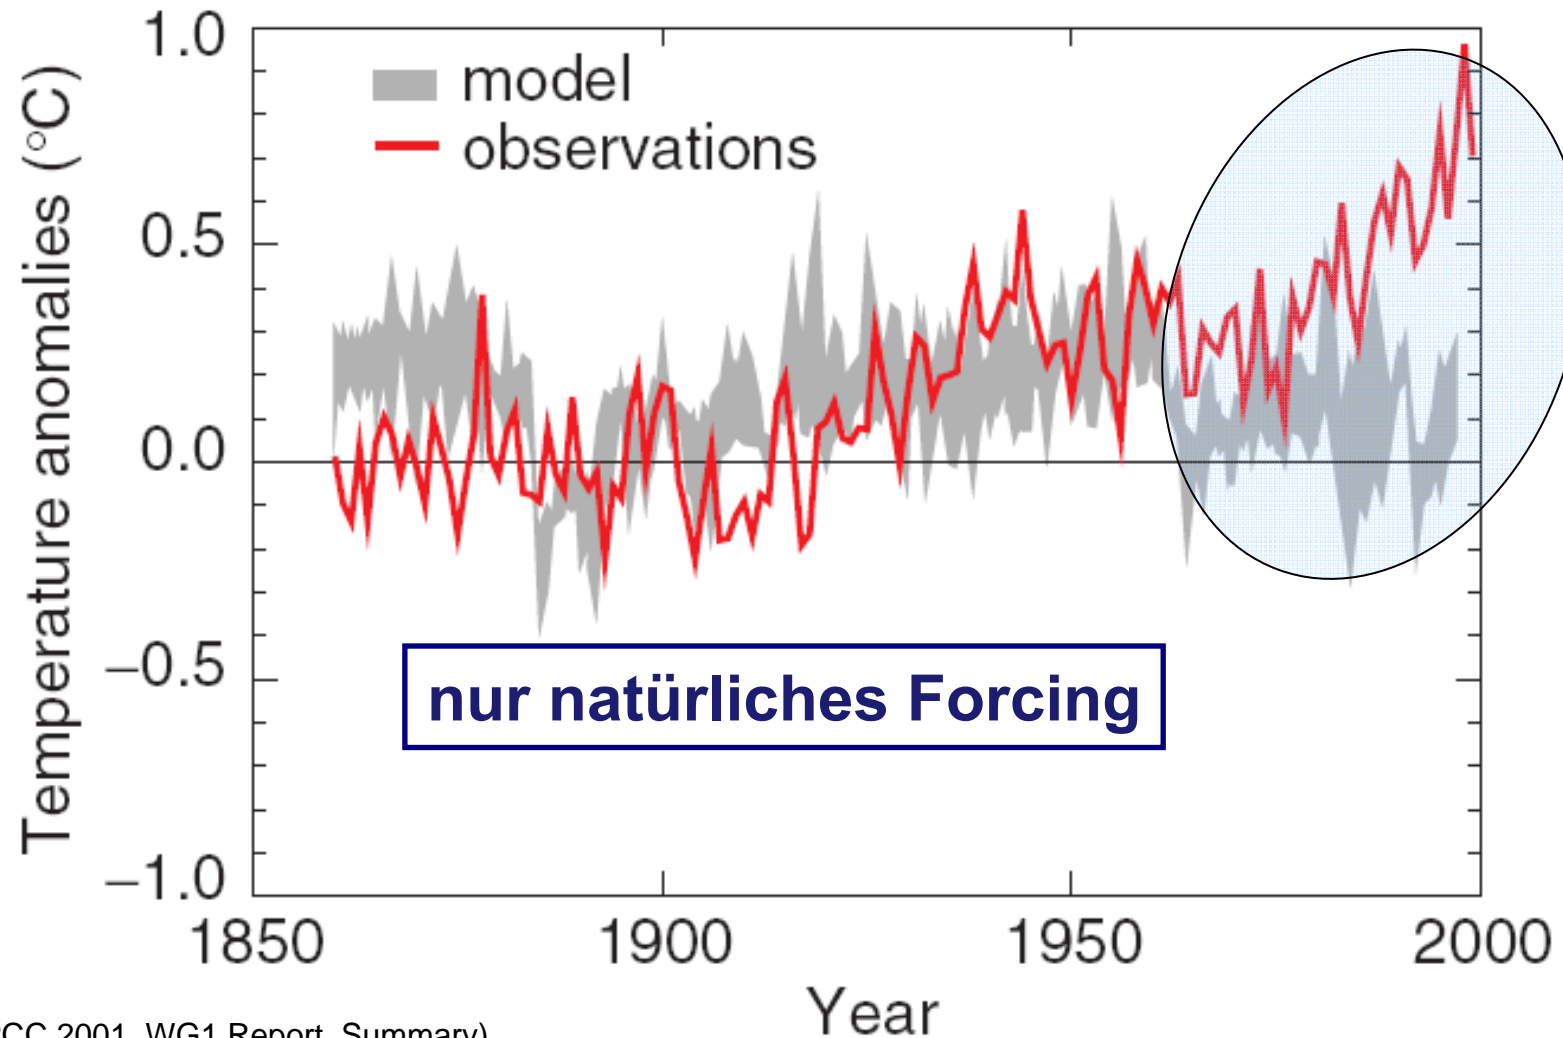 Temperature anomalies (°C)
1.0
0.5
0.0
−0.5
−1.0
model
observations
nur natürliches Forcing
1850 1900 1950 2000
Year
CC 2001, WG1 Report, Summary)